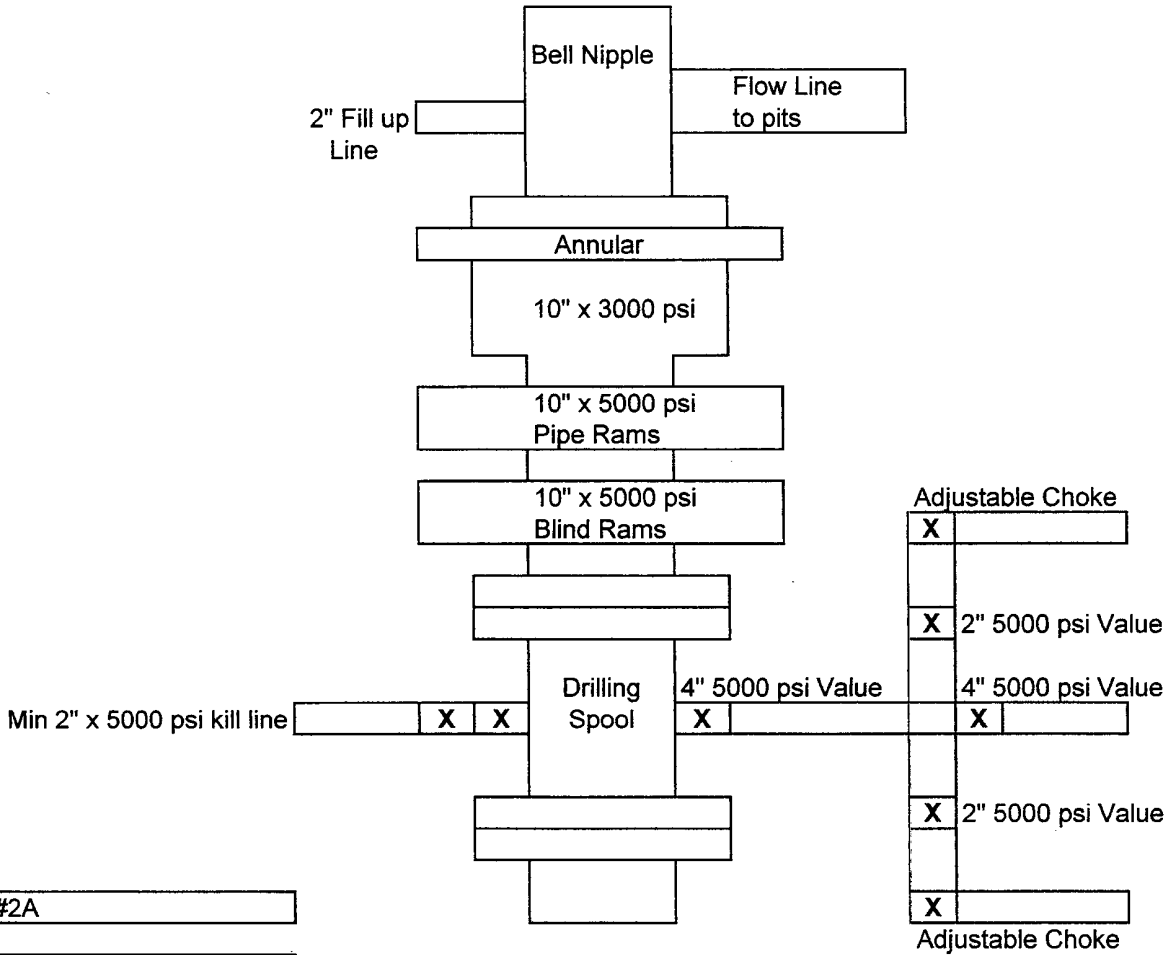 Bell Nipple
Flow Line
to pits
2" Fill up
Line
Annular
10" x 3000 psi
10" x 5000 psi
Pipe Rams
10" x 5000 psi
Blind Rams
Adjustable Choke
X
X 2" 5000 psi Value
Drilling
Spool
4" 5000 psi Value
4" 5000 psi Value
Min 2" x 5000 psi kill line
X X
X
X
X 2" 5000 psi Value
#2A
X
Adjustable Choke